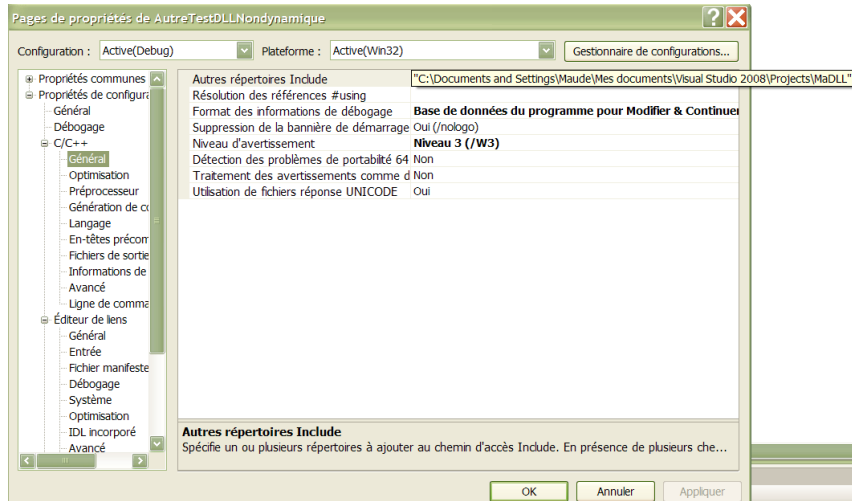 Pages de propriétés de AutreTestDLLNondynamique
Configuration : Active(Debug) Plateforme : Active(Win32) Gestionnaire de configurations...
Propriétés communes
Propriétés de configura
Général
Débogage
C/C++
Général
Optimisation
Préprocesseur
Génération de co
Langage
En-têtes précom
Fichiers de sortie
Informations de
Avancé
Ligne de comma
Éditeur de liens
Général
Entrée
Fichier manifeste
Débogage
Système
Optimisation
IDL incorporé
Avancé
Autres répertoires Include "C:\Documents and Settings\Maude\Mes documents\Visual Studio 2008\Projects\MaDLL"
Résolution des références #using
Format des informations de débogage Base de données du programme pour Modifier & Continuer
Suppression de la bannière de démarrage Oui (/nologo)
Niveau d'avertissement Niveau 3 (/W3)
Détection des problèmes de portabilité 64 Non
Traitement des avertissements comme d Non
Utilisation de fichiers réponse UNICODE Oui
Autres répertoires Include
Spécifie un ou plusieurs répertoires à ajouter au chemin d'accès Include. En présence de plusieurs che...
OK Annuler Appliquer